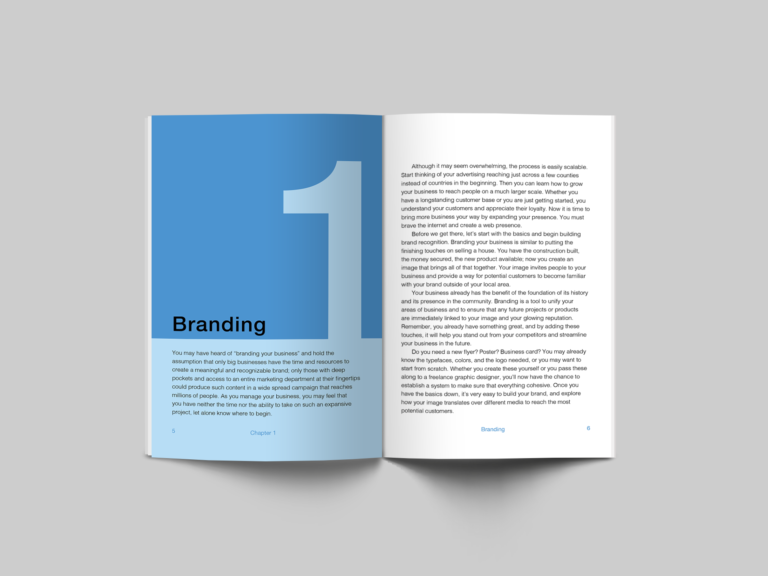 1
Branding
You may have heard of "branding your business" and hold the
assumption that only big businesses have the time and resources to
create a meaningful and recognizable brand; only those with deep
pockets and access to an entire marketing department at their fingertips
could produce such content in a wide spread campaign that reaches
millions of people. As you manage your business, you may feel that
you have neither the time nor the ability to take on such an expansive
project, let alone know where to begin.
5
Chapter 1
Although it may seem overwhelming, the process is easily scalable.
Start thinking of your advertising reaching just across a few counties
instead of countries in the beginning. Then you can learn how to grow
your business to reach people on a much larger scale. Whether you
have a longstanding customer base or you are just getting started, you
understand your customers and appreciate their loyalty. Now it is time to
bring more business your way by expanding your presence. You must
brave the internet and create a web presence.
Before we get there, let's start with the basics and begin building
brand recognition. Branding your business is similar to putting the
finishing touches on selling a house. You have the construction built,
the money secured, the new product available; now you create an
image that brings all of that together. Your image invites people to your
business and provide a way for potential customers to become familiar
with your brand outside of your local area.
Your business already has the benefit of the foundation of its history
and its presence in the community. Branding is a tool to unify your
areas of business and to ensure that any future projects or products
are immediately linked to your image and your glowing reputation.
Remember, you already have something great, and by adding these
touches, it will help you stand out from your competitors and streamline
your business in the future.
Do you need a new flyer? Poster? Business card? You may already
know the typefaces, colors, and the logo needed, or you may want to
start from scratch. Whether you create these yourself or you pass these
along to a freelance graphic designer, you'll now have the chance to
establish a system to make sure that everything cohesive. Once you
have the basics down, it's very easy to build your brand, and explore
how your image translates over different media to reach the most
potential customers.
Branding